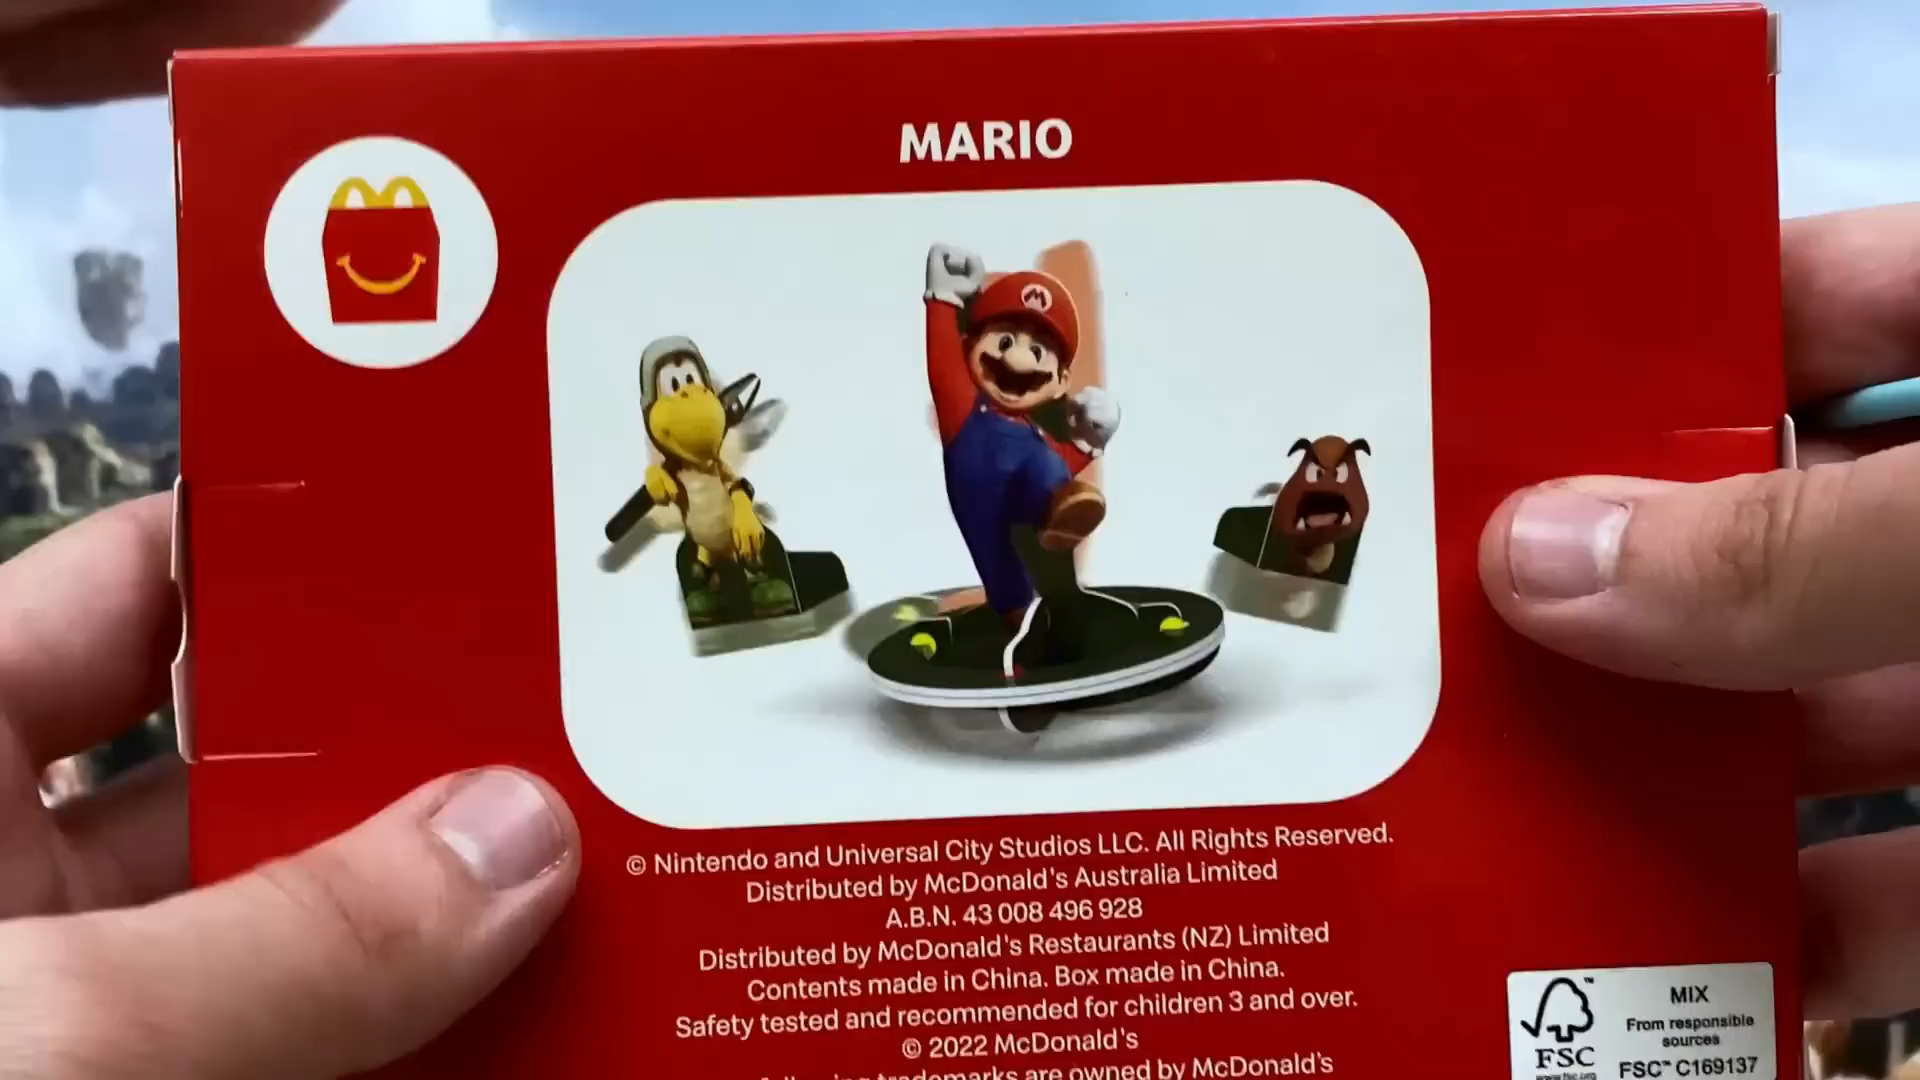 MARIO
M
© Nintendo and Universal City Studios LLC. All Rights Reserved.
Distributed by McDonald's Australia Limited
A.B.N. 43 008 496 928
Distributed by McDonald's Restaurants (NZ) Limited
Contents made in China. Box made in China.
Safety tested and recommended for children 3 and over.
© 2022 McDonald's
trademarks are owned by McDonald's
FSC
MIX
From responsible
sources
FSC™ C169137